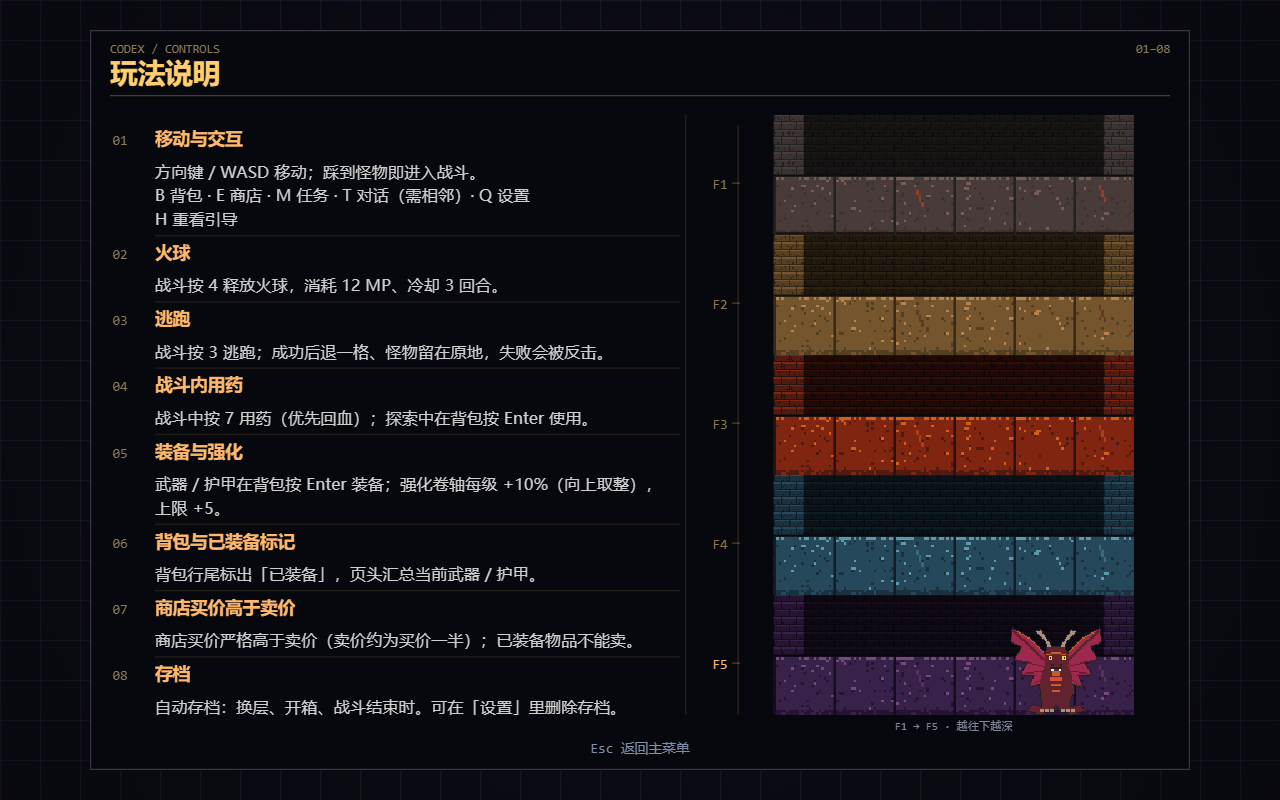 CODEX / CONTROLS
01–08
玩法说明
01
移动与交互
方向键 / WASD 移动；踩到怪物即进入战斗。
B 背包 · E 商店 · M 任务 · T 对话（需相邻）· Q 设置
H 重看引导
02
火球
战斗按 4 释放火球，消耗 12 MP、冷却 3 回合。
03
逃跑
战斗按 3 逃跑；成功后退一格、怪物留在原地，失败会被反击。
04
战斗内用药
战斗中按 7 用药（优先回血）；探索中在背包按 Enter 使用。
05
装备与强化
武器 / 护甲在背包按 Enter 装备；强化卷轴每级 +10%（向上取整），
上限 +5。
06
背包与已装备标记
背包行尾标出「已装备」，页头汇总当前武器 / 护甲。
07
商店买价高于卖价
商店买价严格高于卖价（卖价约为买价一半）；已装备物品不能卖。
08
存档
自动存档：换层、开箱、战斗结束时。可在「设置」里删除存档。
F1
F2
F3
F4
F5
F1 → F5 · 越往下越深
Esc 返回主菜单